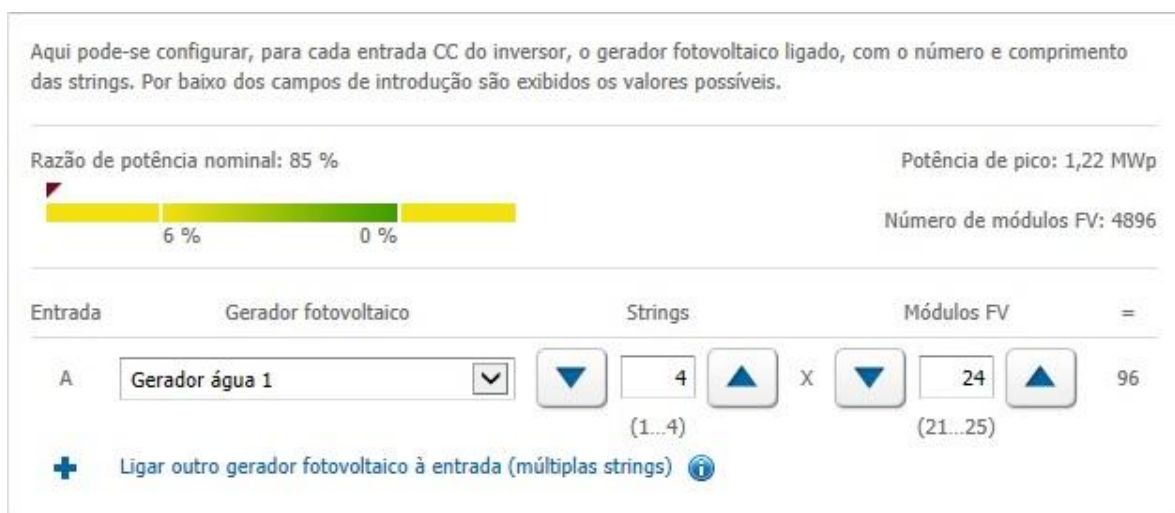 Aqui pode-se configurar, para cada entrada CC do inversor, o gerador fotovoltaico ligado, com o número e comprimento
das strings. Por baixo dos campos de introdução são exibidos os valores possíveis.
Razão de potência nominal: 85 %
Potência de pico: 1,22 MWp
6 %
0 %
Número de módulos FV: 4896
Entrada
Gerador fotovoltaico
Strings
Módulos FV
=
A
Gerador água 1
4
X
24
96
(1...4)
(21...25)
Ligar outro gerador fotovoltaico à entrada (múltiplas strings)